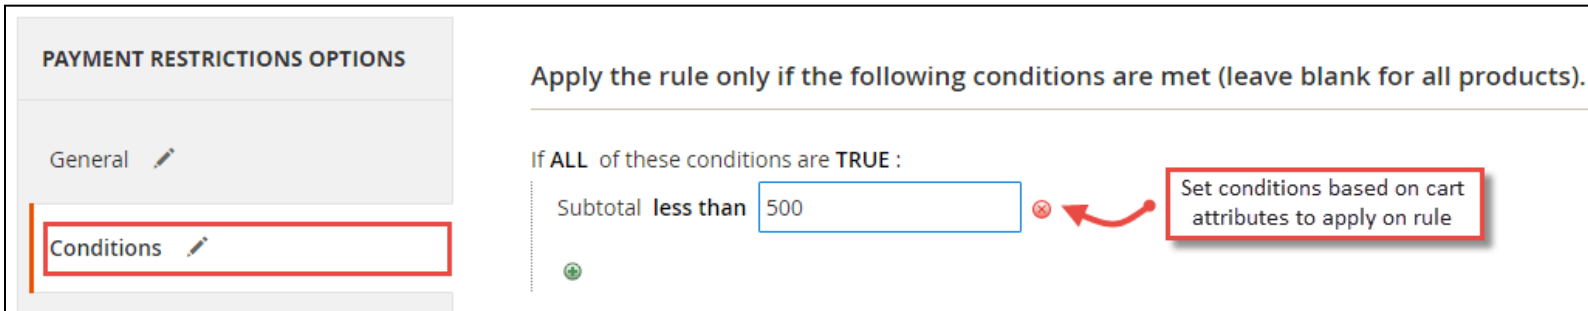 PAYMENT RESTRICTIONS OPTIONS
General
Conditions
Apply the rule only if the following conditions are met (leave blank for all products).
If ALL of these conditions are TRUE :
Subtotal less than 500
Set conditions based on cart
attributes to apply on rule